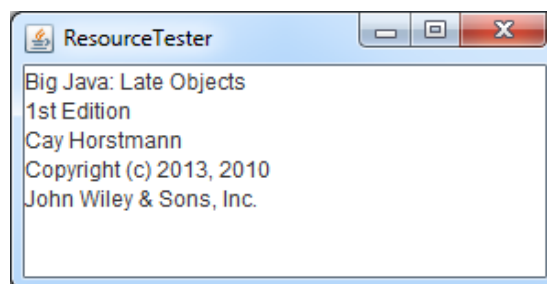 ResourceTester
Big Java: Late Objects
1st Edition
Cay Horstmann
Copyright (c) 2013, 2010
John Wiley & Sons, Inc.